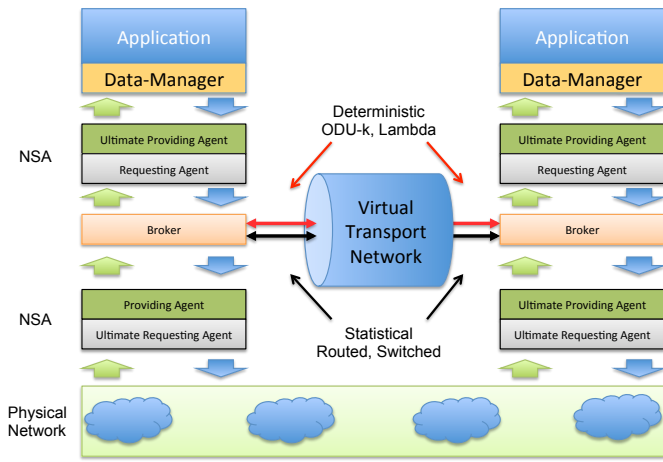 Application
Application
Data-Manager
Data-Manager
Deterministic
ODU-k, Lambda
NSA
Ultimate Providing Agent
Requesting Agent
Ultimate Providing Agent
Requesting Agent
Broker
Virtual
Transport
Network
Broker
NSA
Providing Agent
Ultimate Requesting Agent
Ultimate Providing Agent
Ultimate Requesting Agent
Statistical
Routed, Switched
Physical
Network